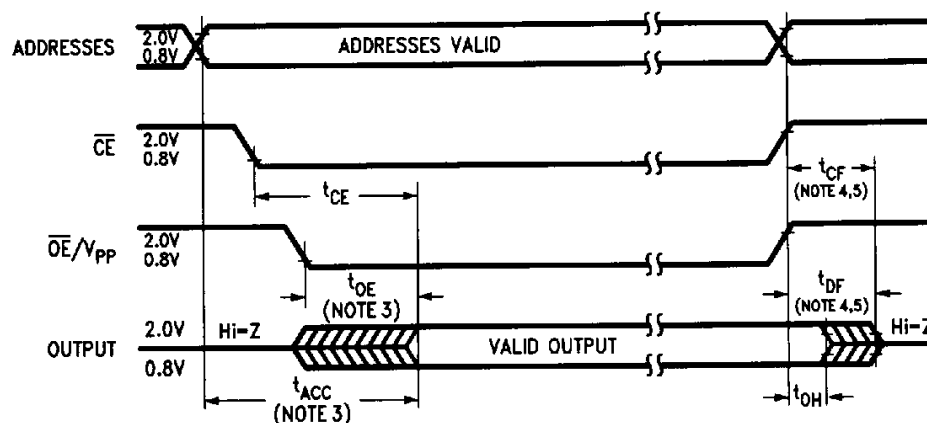 ADDRESSES
2.0V
0.8V
ADDRESSES VALID
CE
2.0V
0.8V
tCE
tCF
(NOTE 4,5)
OE/VPP
2.0V
0.8V
tOE
(NOTE 3)
tDF
(NOTE 4,5)
OUTPUT
2.0V
0.8V
Hi-Z
VALID OUTPUT
Hi-Z
tACC
(NOTE 3)
tOH